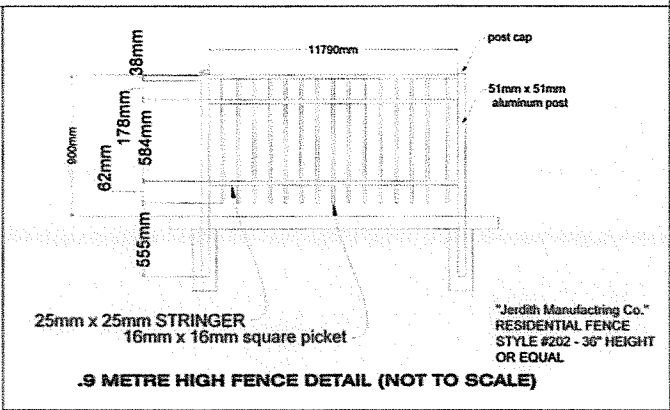 11790mm
post cap
38mm
51mm x 51mm
aluminum post
178mm
900mm
584mm
62mm
555mm
25mm x 25mm STRINGER
16mm x 16mm square picket
"Jerdith Manufactring Co."
RESIDENTIAL FENCE
STYLE #202 - 36" HEIGHT
OR EQUAL
.9 METRE HIGH FENCE DETAIL (NOT TO SCALE)